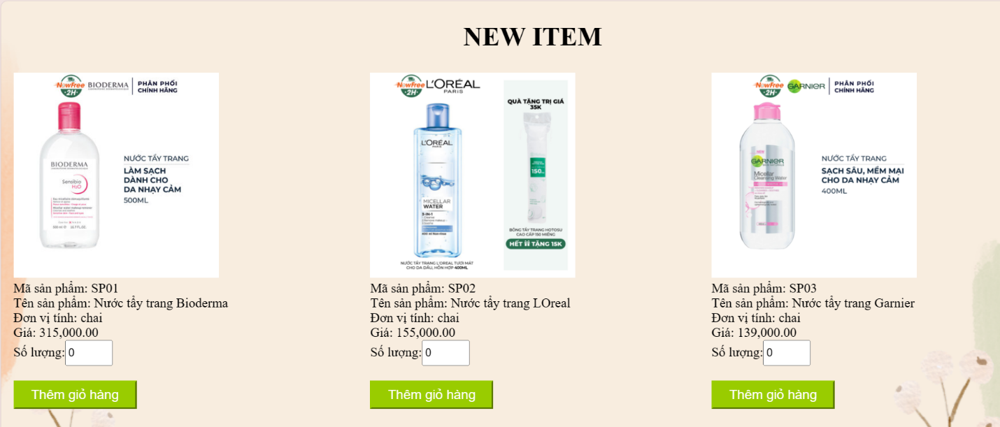 NEW ITEM
NowFree
2H
BIODERMA
PHÂN PHỐI
CHÍNH HÃNG
BIODERMA
Sensibio
H2O
NƯỚC TẨY TRANG
LÀM SẠCH
DÀNH CHO
DA NHẠY CẢM
500ML
Mã sản phẩm: SP01
Tên sản phẩm: Nước tẩy trang Bioderma
Đơn vị tính: chai
Giá: 315,000.00
Số lượng: 0
Thêm giỏ hàng
NowFree
2H
L'ORÉAL
PARIS
L'ORÉAL
PARIS
MICELLAR
WATER
3-IN-1
QUÀ TẶNG TRỊ GIÁ
35K
150
BÔNG TẨY TRANG HOTOSU
CAO CẤP 150 MIẾNG
HẾT TẶNG 15K
NƯỚC TẨY TRANG L'OREAL TƯƠI MÁT
CHO DA DẦU, HỖN HỢP 400ML
Mã sản phẩm: SP02
Tên sản phẩm: Nước tẩy trang LOreal
Đơn vị tính: chai
Giá: 155,000.00
Số lượng: 0
Thêm giỏ hàng
NowFree
2H
GARNIER
PHÂN PHỐI
CHÍNH HÃNG
NEW
GARNIER
Micellar
Cleansing Water
NƯỚC TẨY TRANG
SẠCH SÂU, MỀM MẠI
CHO DA NHẠY CẢM
400ML
Mã sản phẩm: SP03
Tên sản phẩm: Nước tẩy trang Garnier
Đơn vị tính: chai
Giá: 139,000.00
Số lượng: 0
Thêm giỏ hàng